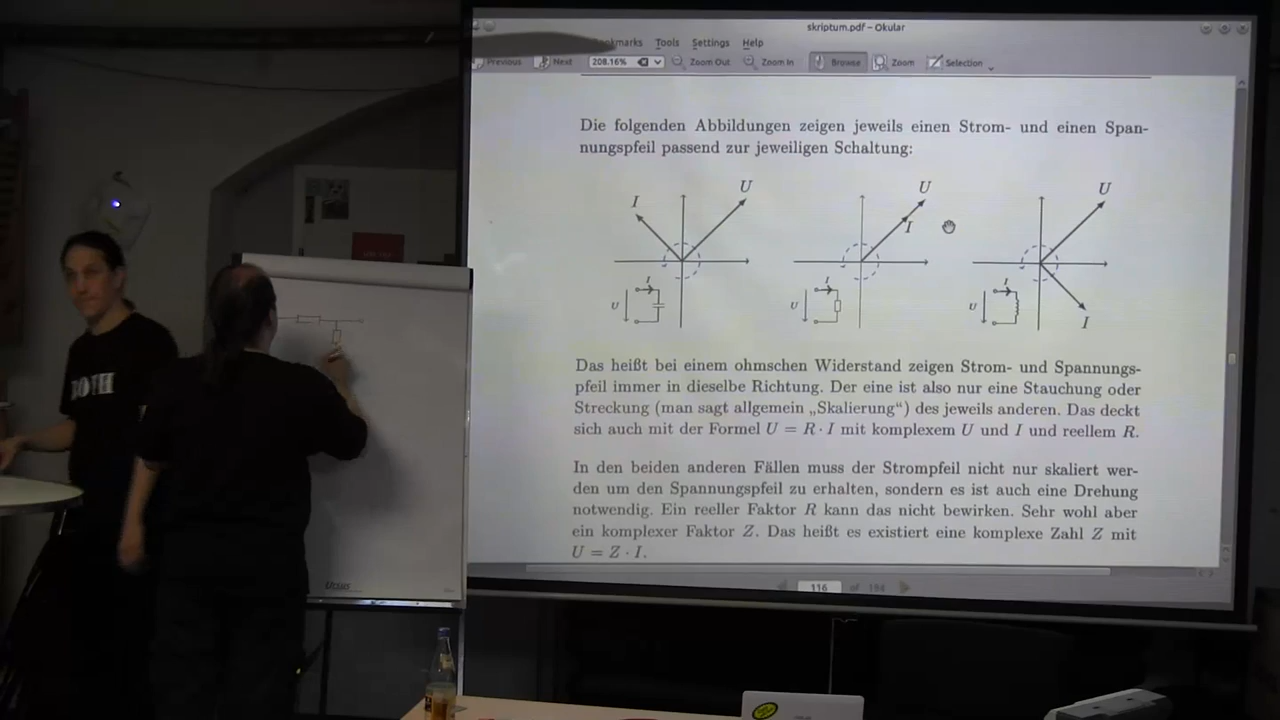 skriptum.pdf – Okular
Tools Settings Help
Previous Next 208.16% Zoom Out Zoom In Browse Zoom Selection
Die folgenden Abbildungen zeigen jeweils einen Strom- und einen Span-
nungspfeil passend zur jeweiligen Schaltung:
I U U I U I
U I U I U I
Das heißt bei einem ohmschen Widerstand zeigen Strom- und Spannungs-
pfeil immer in dieselbe Richtung. Der eine ist also nur eine Stauchung oder
Streckung (man sagt allgemein „Skalierung“) des jeweils anderen. Das deckt
sich auch mit der Formel U = R · I mit komplexem U und I und reellem R.
In den beiden anderen Fällen muss der Strompfeil nicht nur skaliert wer-
den um den Spannungspfeil zu erhalten, sondern es ist auch eine Drehung
notwendig. Ein reeller Faktor R kann das nicht bewirken. Sehr wohl aber
ein komplexer Faktor Z. Das heißt es existiert eine komplexe Zahl Z mit
U = Z · I.
116 of 194
Ursus